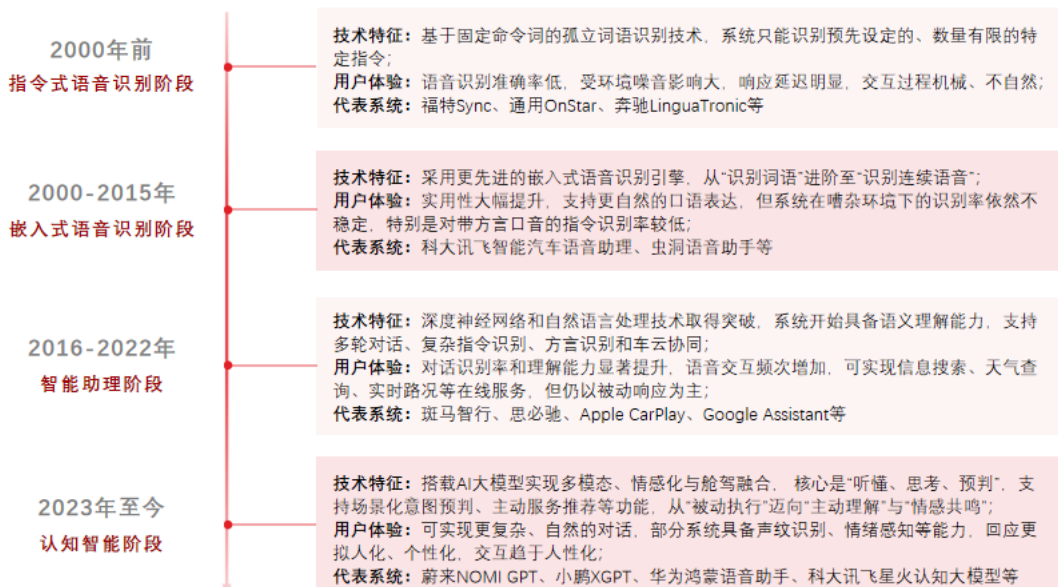 2000年前
指令式语音识别阶段
技术特征：基于固定命令词的孤立词语识别技术，系统只能识别预先设定的、数量有限的特
定指令；
用户体验：语音识别准确率低，受环境噪音影响大，响应延迟明显，交互过程机械、不自然；
代表系统：福特Sync、通用OnStar、奔驰LinguaTronic等
2000-2015年
嵌入式语音识别阶段
技术特征：采用更先进的嵌入式语音识别引擎，从“识别词语”进阶至“识别连续语音”；
用户体验：实用性大幅提升，支持更自然的口语表达，但系统在嘈杂环境下的识别率依然不
稳定，特别是对带方言口音的指令识别率较低；
代表系统：科大讯飞智能汽车语音助理、虫洞语音助手等
2016-2022年
智能助理阶段
技术特征：深度神经网络和自然语言处理技术取得突破，系统开始具备语义理解能力，支持
多轮对话、复杂指令识别、方言识别和车云协同；
用户体验：对话识别率和理解能力显著提升，语音交互频次增加，可实现信息搜索、天气查
询、实时路况等在线服务，但仍以被动响应为主；
代表系统：斑马智行、思必驰、Apple CarPlay、Google Assistant等
2023年至今
认知智能阶段
技术特征：搭载AI大模型实现多模态、情感化与舱驾融合， 核心是“听懂、思考、预判”，支
持场景化意图预判、主动服务推荐等功能，从“被动执行”迈向“主动理解”与“情感共鸣”；
用户体验：可实现更复杂、自然的对话，部分系统具备声纹识别、情绪感知等能力，回应更
拟人化、个性化，交互趋于人性化；
代表系统：蔚来NOMI GPT、小鹏XGPT、华为鸿蒙语音助手、科大讯飞星火认知大模型等